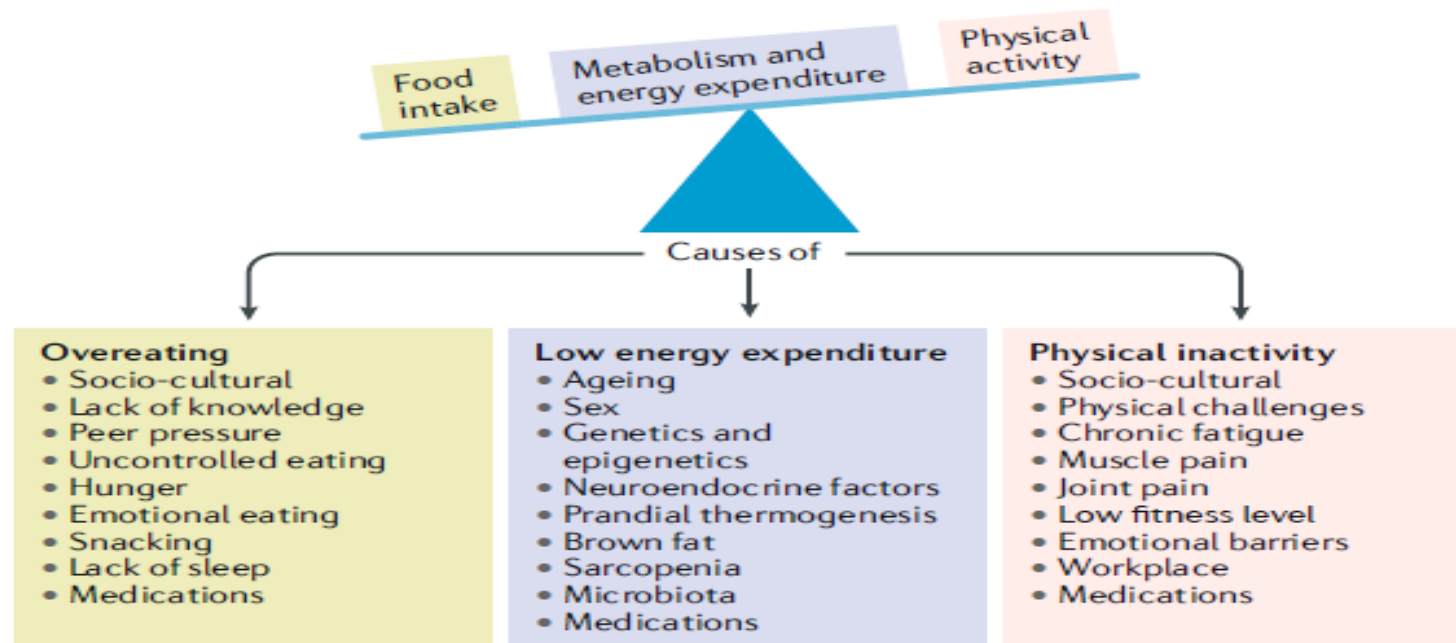 Food
intake
Metabolism and
energy expenditure
Physical
activity
Causes of
Overeating
• Socio-cultural
• Lack of knowledge
• Peer pressure
• Uncontrolled eating
• Hunger
• Emotional eating
• Snacking
• Lack of sleep
• Medications
Low energy expenditure
• Ageing
• Sex
• Genetics and
epigenetics
• Neuroendocrine factors
• Prandial thermogenesis
• Brown fat
• Sarcopenia
• Microbiota
• Medications
Physical inactivity
• Socio-cultural
• Physical challenges
• Chronic fatigue
• Muscle pain
• Joint pain
• Low fitness level
• Emotional barriers
• Workplace
• Medications